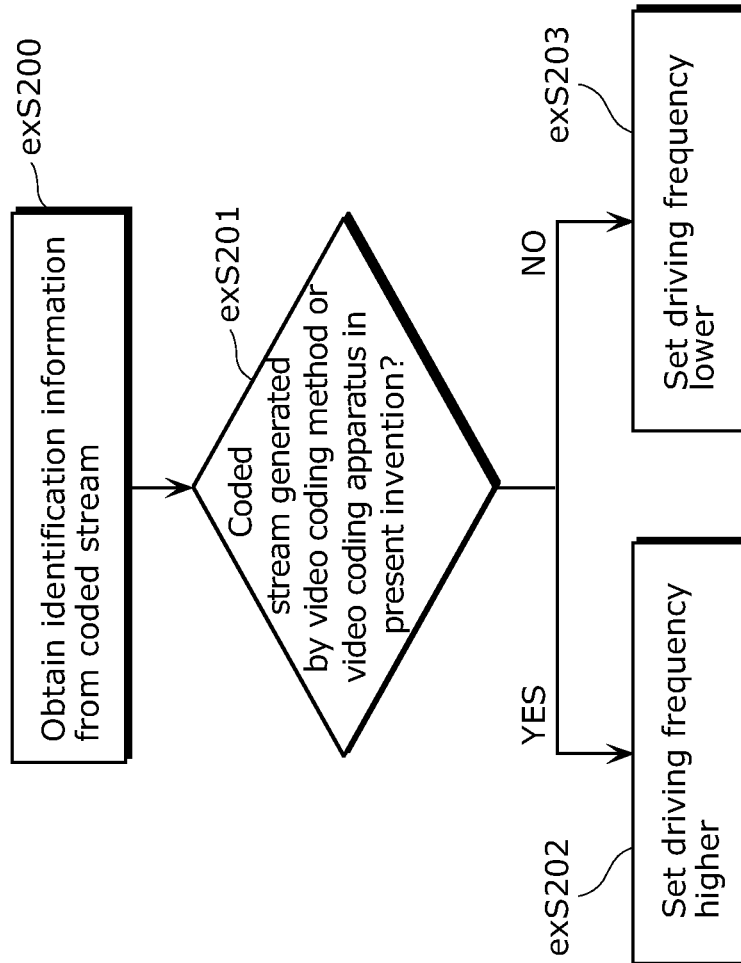 exS200
Obtain identification information
from coded stream
exS201
Coded
stream generated
by video coding method or
video coding apparatus in
present invention?
YES
NO
exS202
Set driving frequency
higher
exS203
Set driving frequency
lower